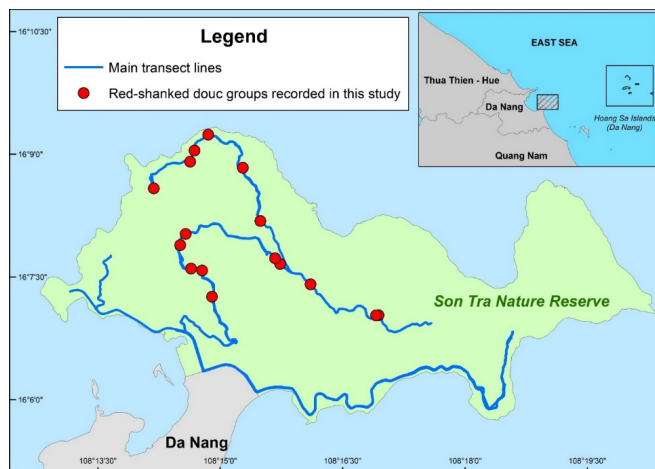 Legend
Main transect lines
Red-shanked douc groups recorded in this study
EAST SEA
Thua Thien - Hue
Da Nang
Hoang Sa Islands
(Da Nang)
Quang Nam
16°10'30"
16°9'0"
16°7'30"
16°6'0"
Son Tra Nature Reserve
Da Nang
108°13'30"
108°15'0"
108°16'30"
108°18'0"
108°19'30"